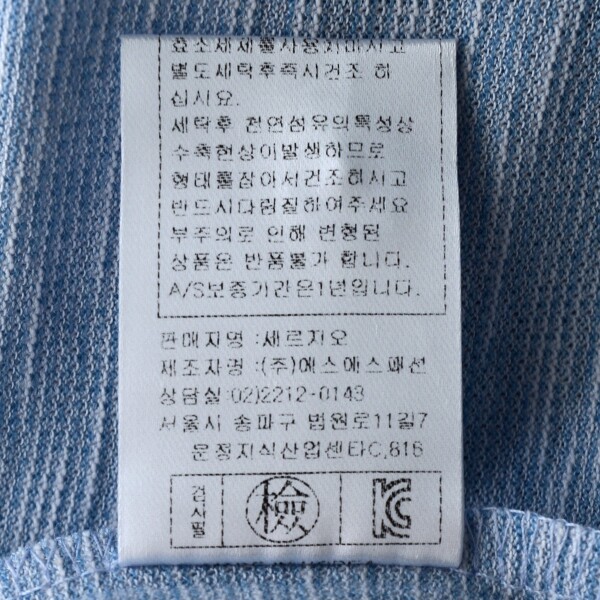 효소세제를사용치마시고
별도세탁후즉시건조 하
십시요.
세탁후 천연섬유의특성상
수축현상이발생하므로
형태를잡아서건조하시고
반드시다림질하여주세요
부주의로 인해 변형된
상품은 반품불가 합니다.
A/S보증기간은1년입니다.
판매자명 :세르지오
제조자명 :(주)에스에스패션
상담실:02)2212-0143
서울시 송파구 법원로11길7
문정지식산업센타C,816
검사필 檢 KC